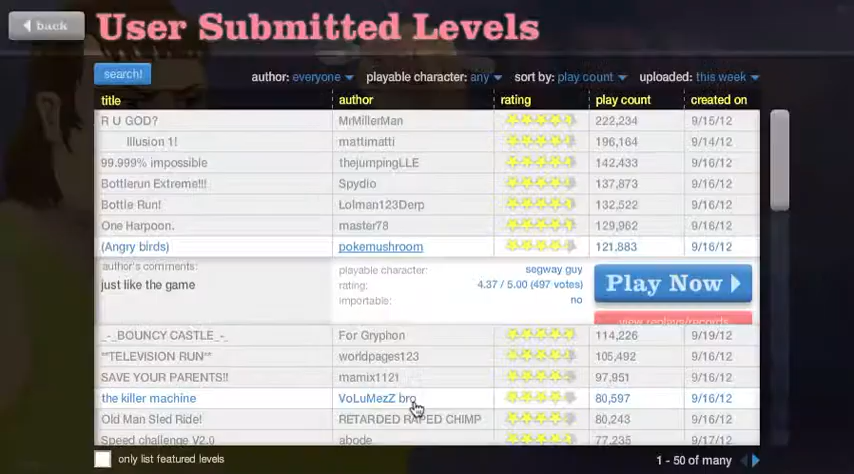 back
User Submitted Levels
search!
author: everyone playable character: any sort by: play count uploaded: this week
title author rating play count created on
R U GOD? MrMillerMan 222,234 9/15/12
Illusion 1! mattimatti 196,164 9/14/12
99.999% impossible thejumpingLLE 142,433 9/16/12
Bottlerun Extreme!!! Spydio 137,873 9/16/12
Bottle Run! Lolman123Derp 132,522 9/16/12
One Harpoon. master78 129,962 9/16/12
(Angry birds) pokemushroom 121,883 9/16/12
author's comments:
just like the game
playable character: segway guy
rating: 4.37 / 5.00 (497 votes)
importable: no
Play Now
view replays/records
_-_BOUNCY CASTLE_-_ For Gryphon 114,226 9/19/12
**TELEVISION RUN** worldpages123 105,492 9/16/12
SAVE YOUR PARENTS!! mamix1121 97,951 9/16/12
the killer machine VoLuMezZ bro 80,597 9/16/12
Old Man Sled Ride! RETARDED RAPED CHIMP 80,243 9/16/12
Speed challenge V2.0 abode_ 77,235 9/17/12
only list featured levels 1 - 50 of many